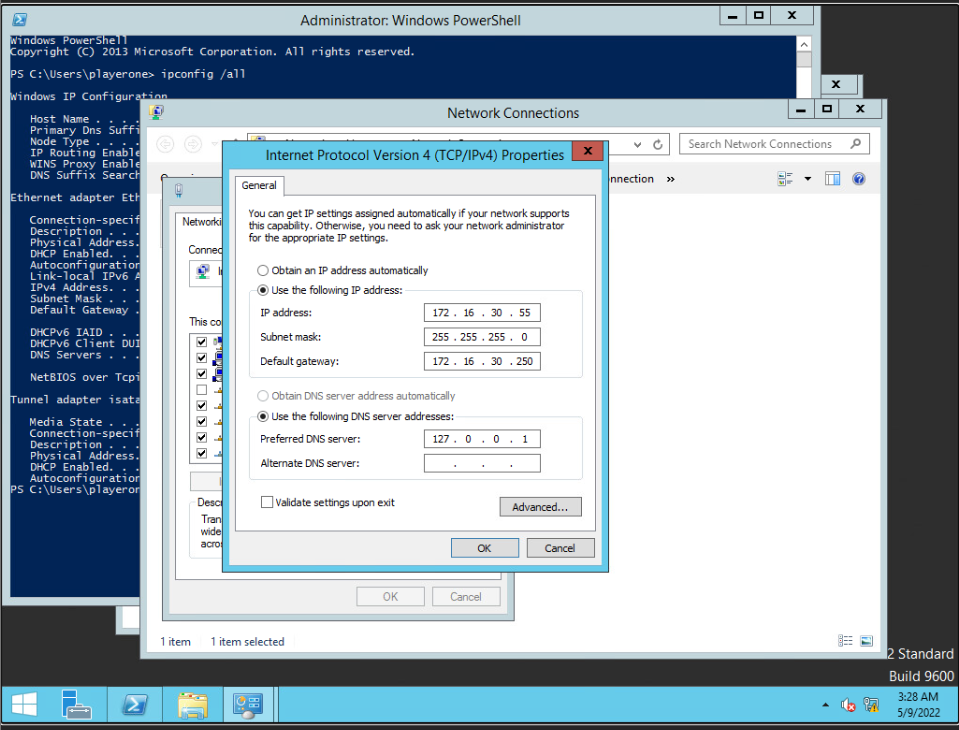 Administrator: Windows PowerShell
Windows PowerShell
Copyright (C) 2013 Microsoft Corporation. All rights reserved.
PS C:\Users\playerone> ipconfig /all
Windows IP Configuration
Host Name . . . .
Primary Dns Suffi
Node Type . . . .
IP Routing Enable
WINS Proxy Enable
DNS Suffix Search
Ethernet adapter Eth
Connection-specif
Description . . .
Physical Address.
DHCP Enabled. . .
Autoconfiguration
Link-local IPv6 A
IPv4 Address. . .
Subnet Mask . . .
Default Gateway .
DHCPv6 IAID . . .
DHCPv6 Client DUI
DNS Servers . . .
NetBIOS over Tcpi
Tunnel adapter isata
Media State . . .
Connection-specif
Description . . .
Physical Address.
DHCP Enabled. . .
Autoconfiguration
PS C:\Users\playeron
Network Connections
Search Network Connections
nnection »
Networki
Connec
This co
Descr
Tran
wide
acros
OK
Cancel
Internet Protocol Version 4 (TCP/IPv4) Properties
General
You can get IP settings assigned automatically if your network supports
this capability. Otherwise, you need to ask your network administrator
for the appropriate IP settings.
Obtain an IP address automatically
Use the following IP address:
IP address: 172 . 16 . 30 . 55
Subnet mask: 255 . 255 . 255 . 0
Default gateway: 172 . 16 . 30 . 250
Obtain DNS server address automatically
Use the following DNS server addresses:
Preferred DNS server: 127 . 0 . 0 . 1
Alternate DNS server: . . .
Validate settings upon exit
Advanced...
OK
Cancel
1 item 1 item selected
2 Standard
Build 9600
3:28 AM
5/9/2022